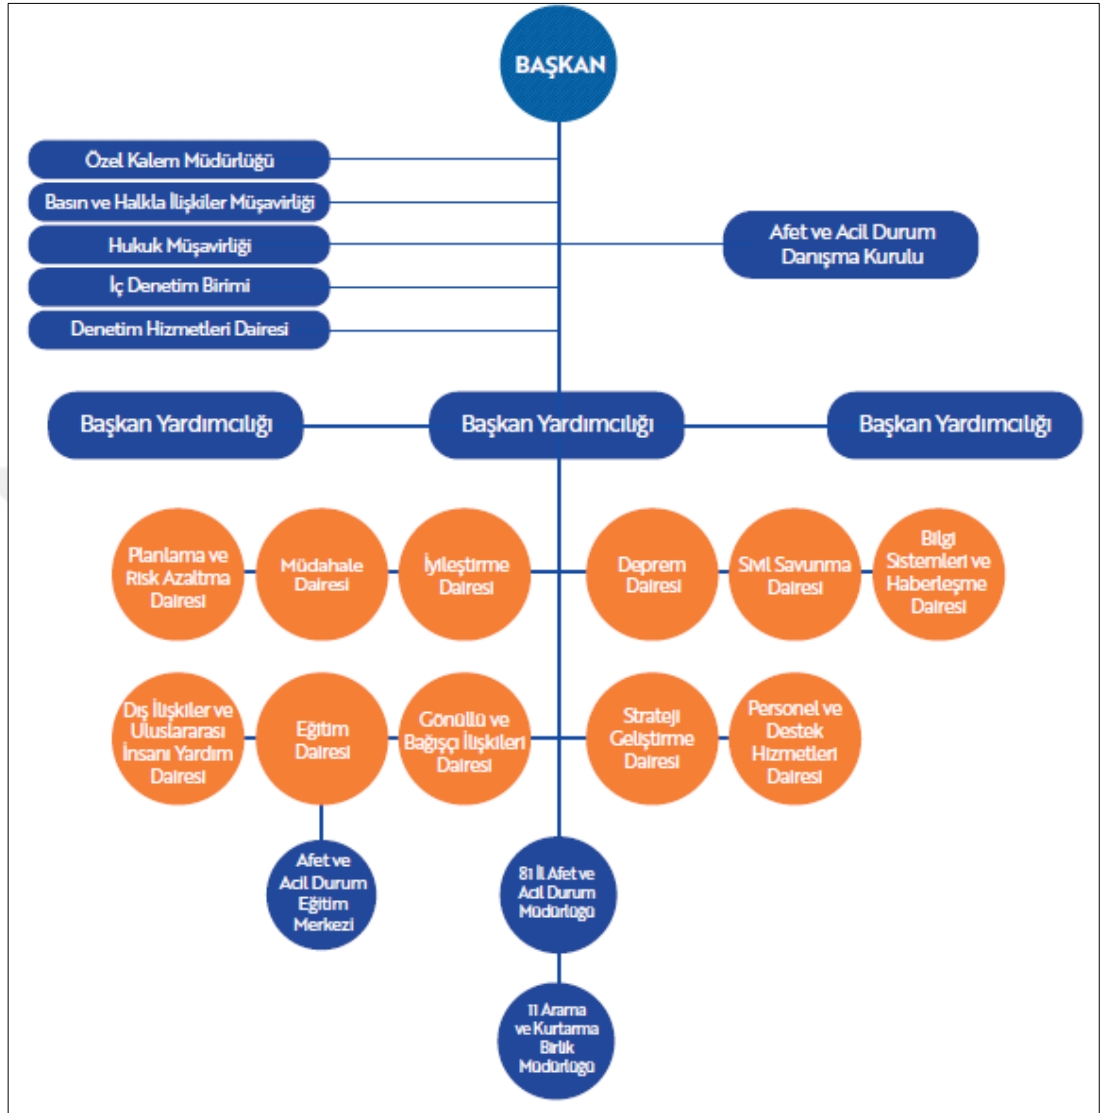 BAŞKAN
Özel Kalem Müdürlüğü
Basın ve Halkla İlişkiler Müşavirliği
Hukuk Müşavirliği
İç Denetim Birimi
Denetim Hizmetleri Dairesi
Afet ve Acil Durum
Danışma Kurulu
Başkan Yardımcılığı
Başkan Yardımcılığı
Başkan Yardımcılığı
Planlama ve
Risk Azaltma
Dairesi
Müdahale
Dairesi
İyileştirme
Dairesi
Deprem
Dairesi
Sivil Savunma
Dairesi
Bilgi
Sistemleri ve
Haberleşme
Dairesi
Dış İlişkiler ve
Uluslararası
İnsani Yardım
Dairesi
Eğitim
Dairesi
Gönüllü ve
Bağışçı İlişkileri
Dairesi
Strateji
Geliştirme
Dairesi
Personel ve
Destek
Hizmetleri
Dairesi
Afet ve
Acil Durum
Eğitim
Merkezi
81 İl Afet ve
Acil Durum
Müdürlüğü
11 Arama
ve Kurtarma
Birlik
Müdürlüğü